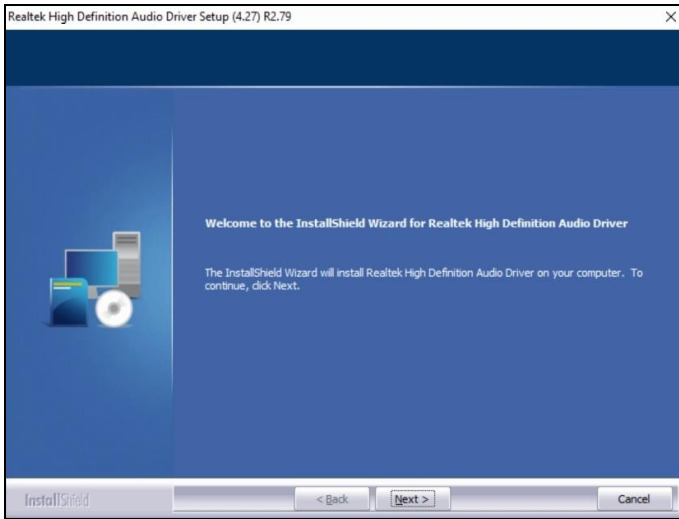 Realtek High Definition Audio Driver Setup (4.27) R2.79
Welcome to the InstallShield Wizard for Realtek High Definition Audio Driver
The InstallShield Wizard will install Realtek High Definition Audio Driver on your computer. To
continue, click Next.
InstallShield
< Back
Next >
Cancel